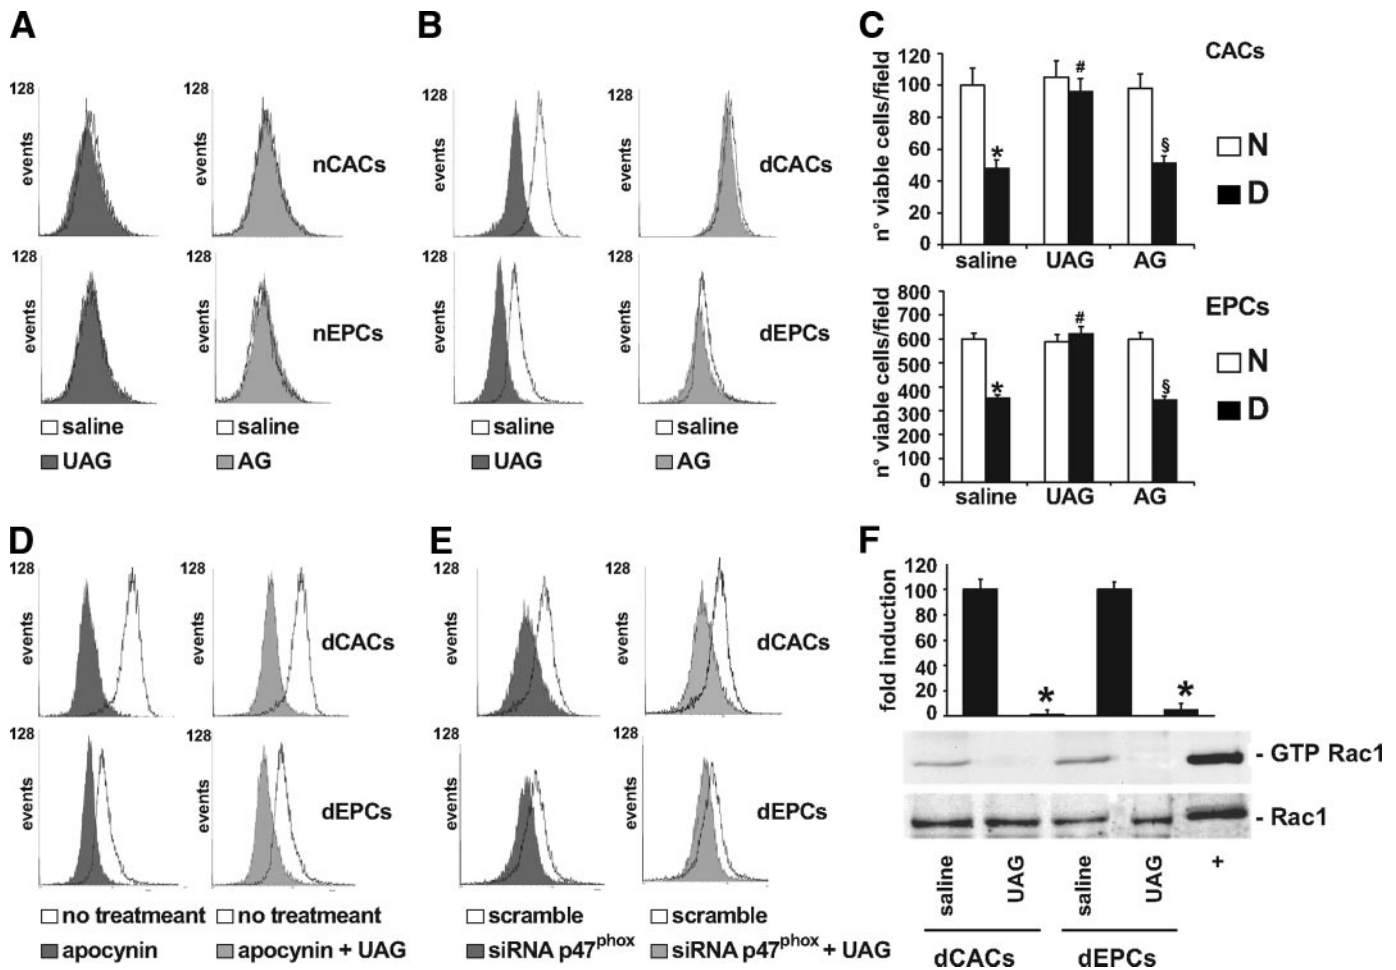 A
128
events
128
nCACs
events
128
events
128
nEPCs
events
saline
UAG
saline
AG
B
128
events
128
dCACs
events
128
events
128
dEPCs
events
saline
UAG
saline
AG
C
CACs
n° viable cells/field
120
100
80
60
40
20
0
*
#
§
saline UAG AG
N
D
EPCs
n° viable cells/field
800
700
600
500
400
300
200
100
0
*
#
§
saline UAG AG
N
D
D
128
events
128
dCACs
events
128
events
128
dEPCs
events
no treatmeant
apocynin
no treatmeant
apocynin + UAG
E
128
events
128
dCACs
events
128
events
128
dEPCs
events
scramble
siRNA p47phox
scramble
siRNA p47phox + UAG
F
fold induction
120
100
80
60
40
20
0
*
*
- GTP Rac1
- Rac1
saline UAG saline UAG +
dCACs dEPCs